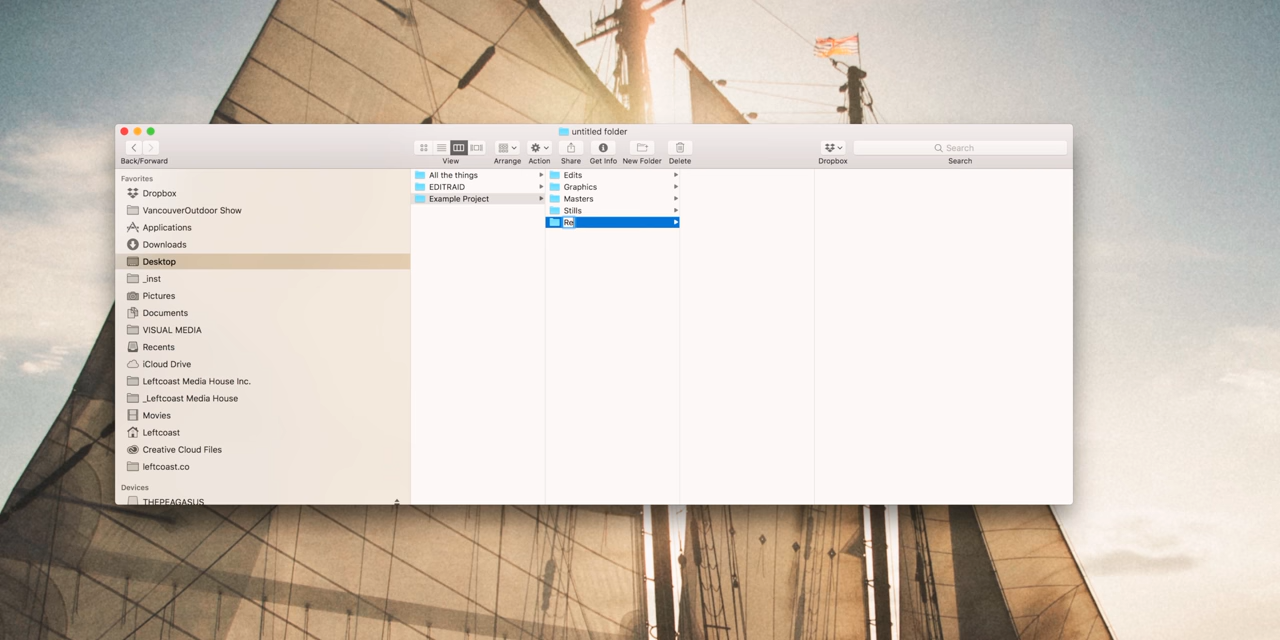 untitled folder
Back/Forward
View
Arrange
Action
Share
Get Info
New Folder
Delete
Dropbox
Search
Search
Favorites
Dropbox
VancouverOutdoor Show
Applications
Downloads
Desktop
_inst
Pictures
Documents
VISUAL MEDIA
Recents
iCloud Drive
Leftcoast Media House Inc.
_Leftcoast Media House
Movies
Leftcoast
Creative Cloud Files
leftcoast.co
Devices
THEPEAGASUS
All the things
EDITRAID
Example Project
Edits
Graphics
Masters
Stills
Re